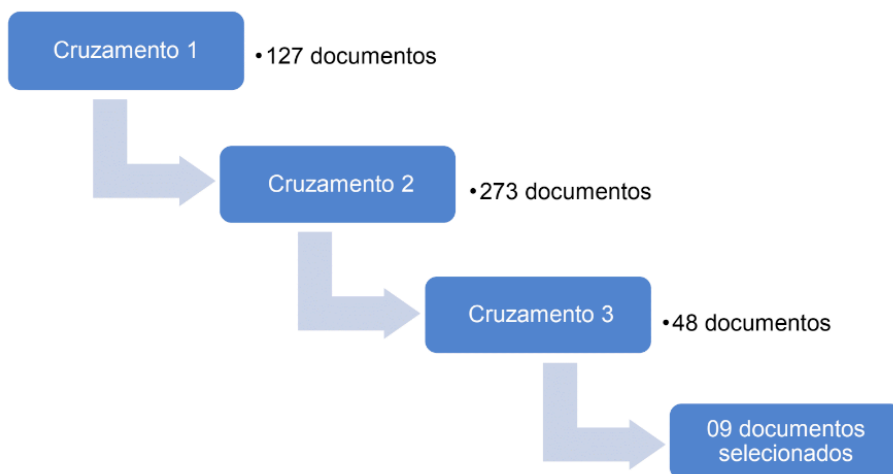 Cruzamento 1
•127 documentos
Cruzamento 2
•273 documentos
Cruzamento 3
•48 documentos
09 documentos
selecionados